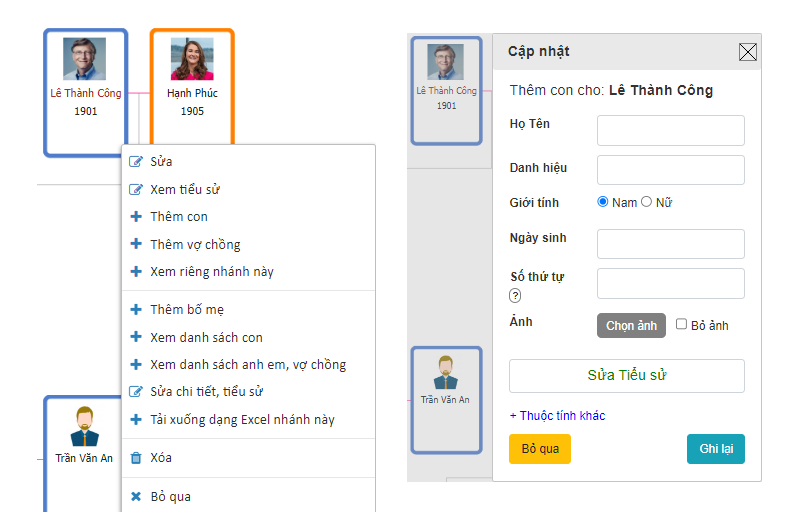 Lê Thành Công
1901
Hạnh Phúc
1905
Sửa
Xem tiểu sử
Thêm con
Thêm vợ chồng
Xem riêng nhánh này
Thêm bố mẹ
Xem danh sách con
Xem danh sách anh em, vợ chồng
Sửa chi tiết, tiểu sử
Tải xuống dạng Excel nhánh này
Xóa
Bỏ qua
Trần Văn An
Lê Thành Công
1901
Trần Văn An
Cập nhật
Thêm con cho: Lê Thành Công
Họ Tên
Danh hiệu
Giới tính
Nam
Nữ
Ngày sinh
Số thứ tự
?
Ảnh
Chọn ảnh
Bỏ ảnh
Sửa Tiểu sử
+ Thuộc tính khác
Bỏ qua
Ghi lại